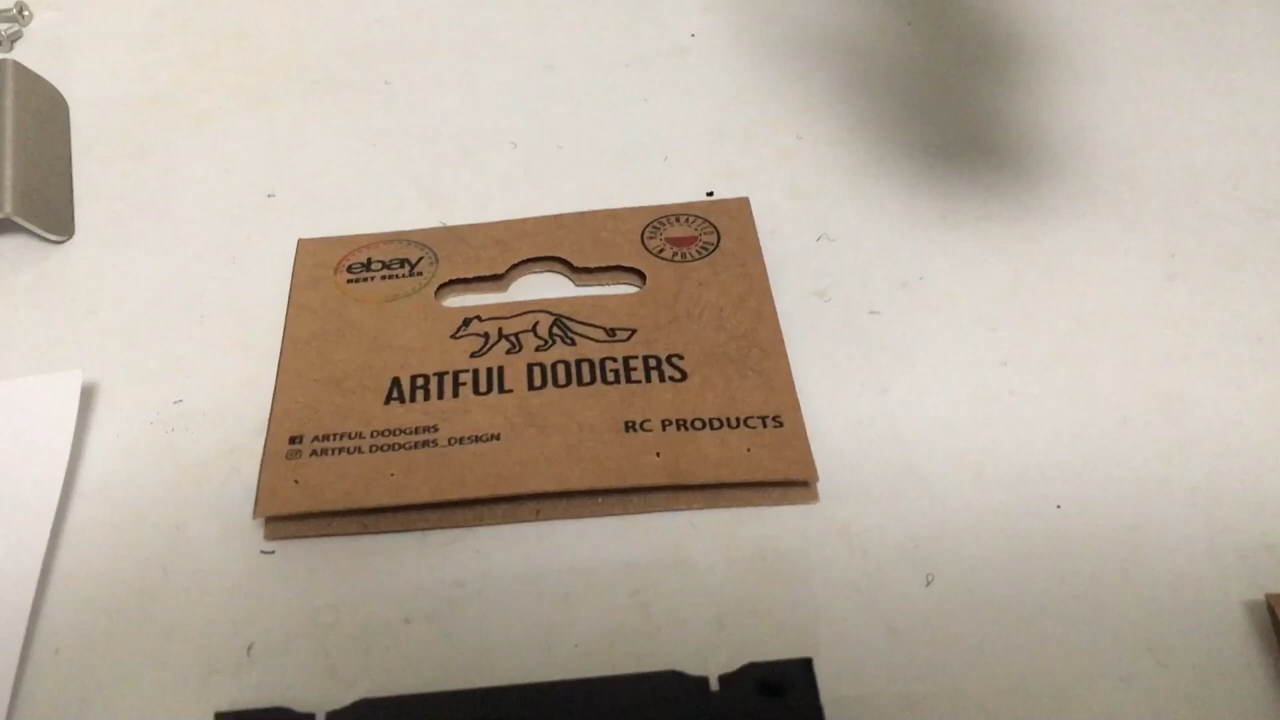 ebay
BEST SELLER
HANDCRAFTED
IN POLAND
ARTFUL DODGERS
ARTFUL DODGERS
ARTFUL DODGERS_DESIGN
RC PRODUCTS